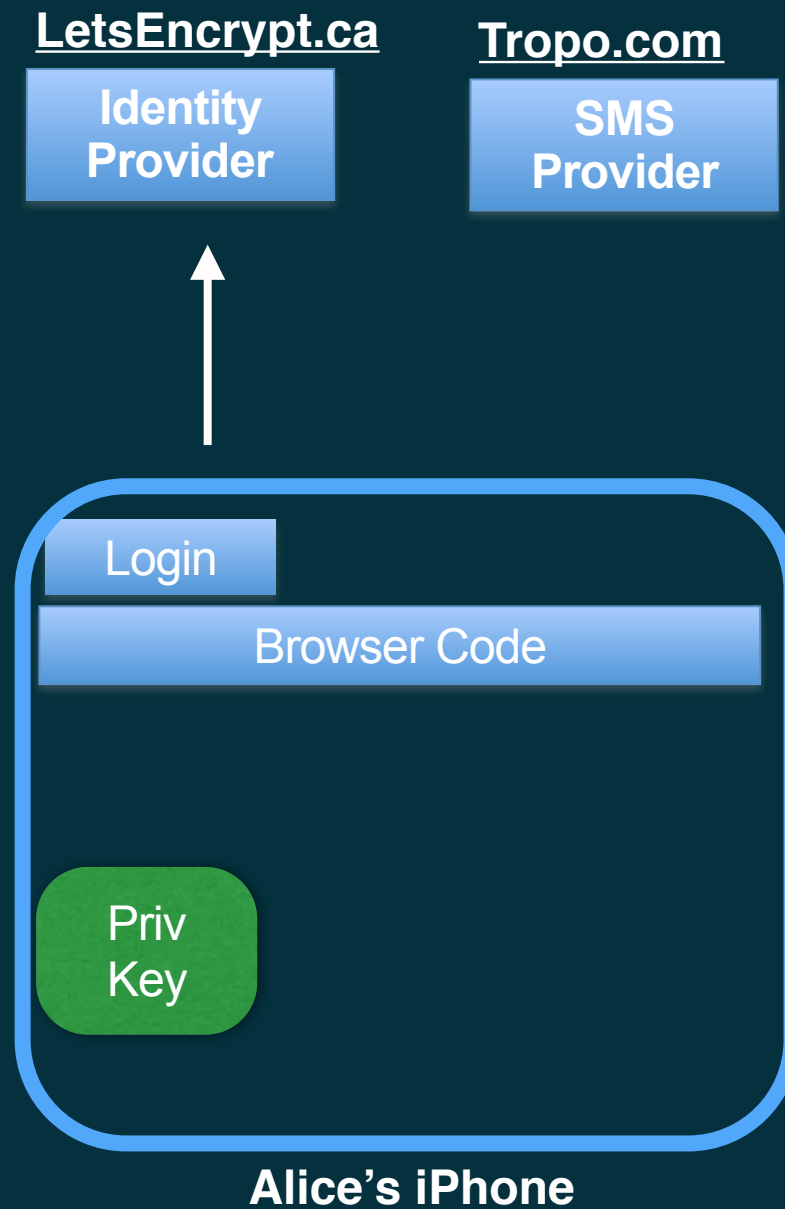 LetsEncrypt.ca
Tropo.com
Identity
Provider
SMS
Provider
Login
Browser Code
Priv
Key
Alice’s iPhone